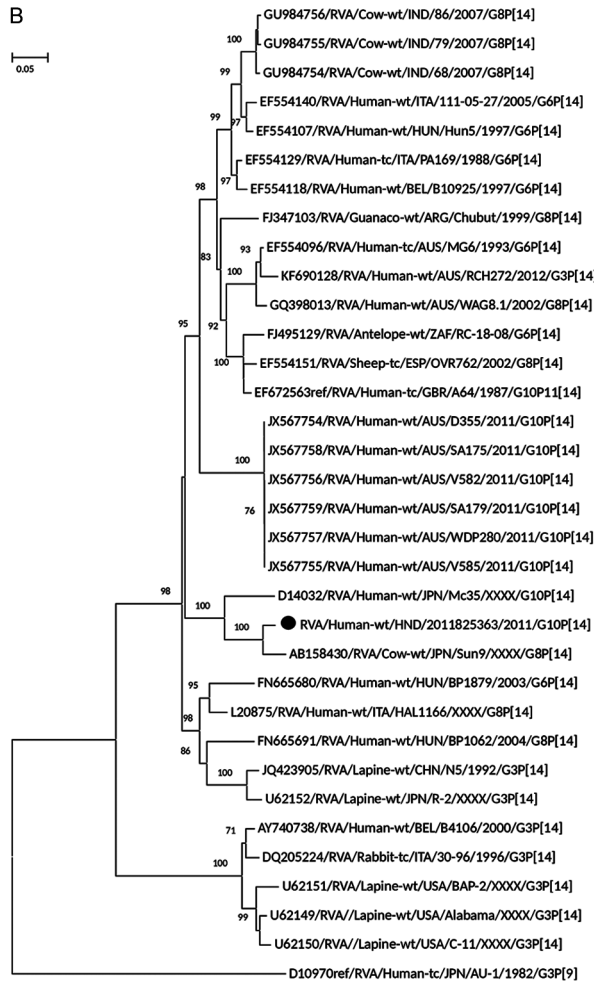 B
0.05
GU984756/RVA/Cow-wt/IND/86/2007/G8P[14]
100
GU984755/RVA/Cow-wt/IND/79/2007/G8P[14]
99
GU984754/RVA/Cow-wt/IND/68/2007/G8P[14]
EF554140/RVA/Human-wt/ITA/111-05-27/2005/G6P[14]
99
97
EF554107/RVA/Human-wt/HUN/Hun5/1997/G6P[14]
EF554129/RVA/Human-tc/ITA/PA169/1988/G6P[14]
97
98
EF554118/RVA/Human-wt/BEL/B10925/1997/G6P[14]
FJ347103/RVA/Guanaco-wt/ARG/Chubut/1999/G8P[14]
93
EF554096/RVA/Human-tc/AUS/MG6/1993/G6P[14]
83
100
KF690128/RVA/Human-wt/AUS/RCH272/2012/G3P[14]
GQ398013/RVA/Human-wt/AUS/WAG8.1/2002/G8P[14]
95
92
FJ495129/RVA/Antelope-wt/ZAF/RC-18-08/G6P[14]
100
EF554151/RVA/Sheep-tc/ESP/OVR762/2002/G8P[14]
EF672563ref/RVA/Human-tc/GBR/A64/1987/G10P11[14]
JX567754/RVA/Human-wt/AUS/D355/2011/G10P[14]
JX567758/RVA/Human-wt/AUS/SA175/2011/G10P[14]
100
JX567756/RVA/Human-wt/AUS/V582/2011/G10P[14]
76
JX567759/RVA/Human-wt/AUS/SA179/2011/G10P[14]
JX567757/RVA/Human-wt/AUS/WDP280/2011/G10P[14]
JX567755/RVA/Human-wt/AUS/V585/2011/G10P[14]
98
D14032/RVA/Human-wt/JPN/Mc35/XXXX/G10P[14]
100
100
RVA/Human-wt/HND/2011825363/2011/G10P[14]
AB158430/RVA/Cow-wt/JPN/Sun9/XXXX/G8P[14]
95
FN665680/RVA/Human-wt/HUN/BP1879/2003/G6P[14]
98
L20875/RVA/Human-wt/ITA/HAL1166/XXXX/G8P[14]
86
FN665691/RVA/Human-wt/HUN/BP1062/2004/G8P[14]
100
JQ423905/RVA/Lapine-wt/CHN/N5/1992/G3P[14]
U62152/RVA/Lapine-wt/JPN/R-2/XXXX/G3P[14]
71
AY740738/RVA/Human-wt/BEL/B4106/2000/G3P[14]
100
DQ205224/RVA/Rabbit-tc/ITA/30-96/1996/G3P[14]
U62151/RVA/Lapine-wt/USA/BAP-2/XXXX/G3P[14]
99
U62149/RVA//Lapine-wt/USA/Alabama/XXXX/G3P[14]
U62150/RVA//Lapine-wt/USA/C-11/XXXX/G3P[14]
D10970ref/RVA/Human-tc/JPN/AU-1/1982/G3P[9]